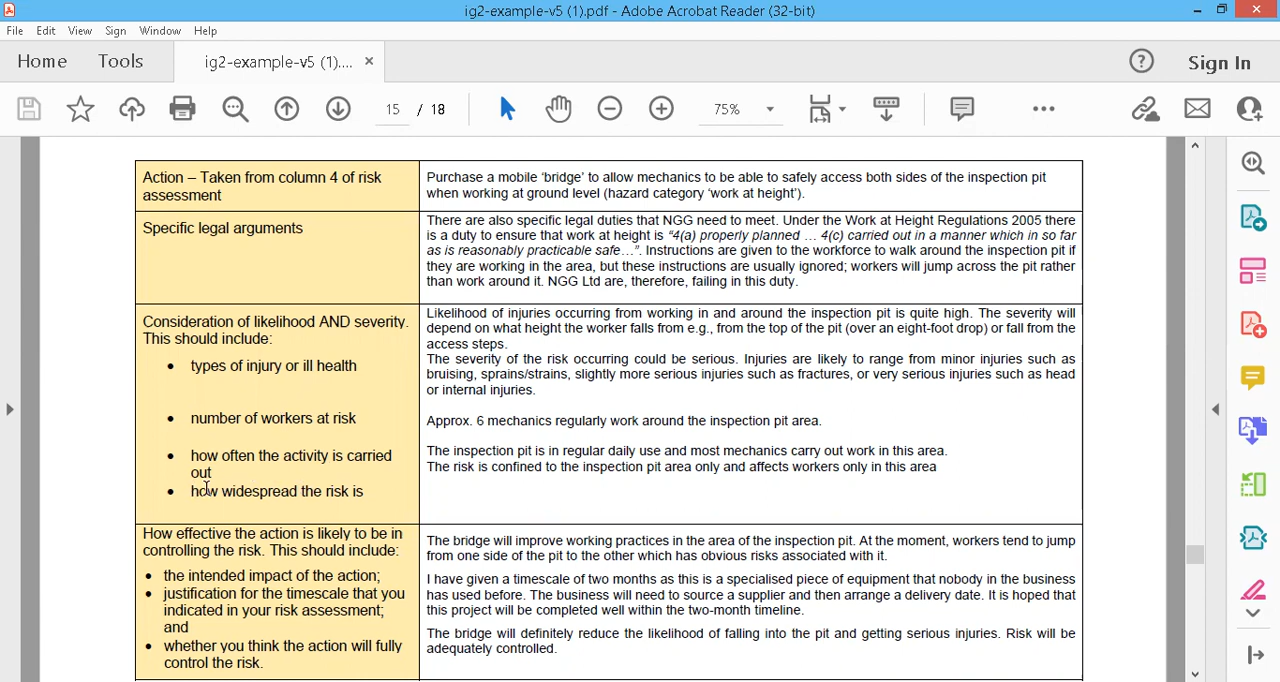 ig2-example-v5 (1).pdf - Adobe Acrobat Reader (32-bit)
File Edit View Sign Window Help
Home Tools ig2-example-v5 (1).... × Sign In
15 / 18 75%
Action – Taken from column 4 of risk
assessment
Purchase a mobile ‘bridge’ to allow mechanics to be able to safely access both sides of the inspection pit
when working at ground level (hazard category ‘work at height’).
Specific legal arguments
There are also specific legal duties that NGG need to meet. Under the Work at Height Regulations 2005 there
is a duty to ensure that work at height is “4(a) properly planned … 4(c) carried out in a manner which in so far
as is reasonably practicable safe…”. Instructions are given to the workforce to walk around the inspection pit if
they are working in the area, but these instructions are usually ignored; workers will jump across the pit rather
than work around it. NGG Ltd are, therefore, failing in this duty.
Consideration of likelihood AND severity.
This should include:
• types of injury or ill health
• number of workers at risk
• how often the activity is carried
out
• how widespread the risk is
Likelihood of injuries occurring from working in and around the inspection pit is quite high. The severity will
depend on what height the worker falls from e.g., from the top of the pit (over an eight-foot drop) or fall from the
access steps.
The severity of the risk occurring could be serious. Injuries are likely to range from minor injuries such as
bruising, sprains/strains, slightly more serious injuries such as fractures, or very serious injuries such as head
or internal injuries.
Approx. 6 mechanics regularly work around the inspection pit area.
The inspection pit is in regular daily use and most mechanics carry out work in this area.
The risk is confined to the inspection pit area only and affects workers only in this area
How effective the action is likely to be in
controlling the risk. This should include:
• the intended impact of the action;
• justification for the timescale that you
indicated in your risk assessment;
and
• whether you think the action will fully
control the risk.
The bridge will improve working practices in the area of the inspection pit. At the moment, workers tend to jump
from one side of the pit to the other which has obvious risks associated with it.
I have given a timescale of two months as this is a specialised piece of equipment that nobody in the business
has used before. The business will need to source a supplier and then arrange a delivery date. It is hoped that
this project will be completed well within the two-month timeline.
The bridge will definitely reduce the likelihood of falling into the pit and getting serious injuries. Risk will be
adequately controlled.